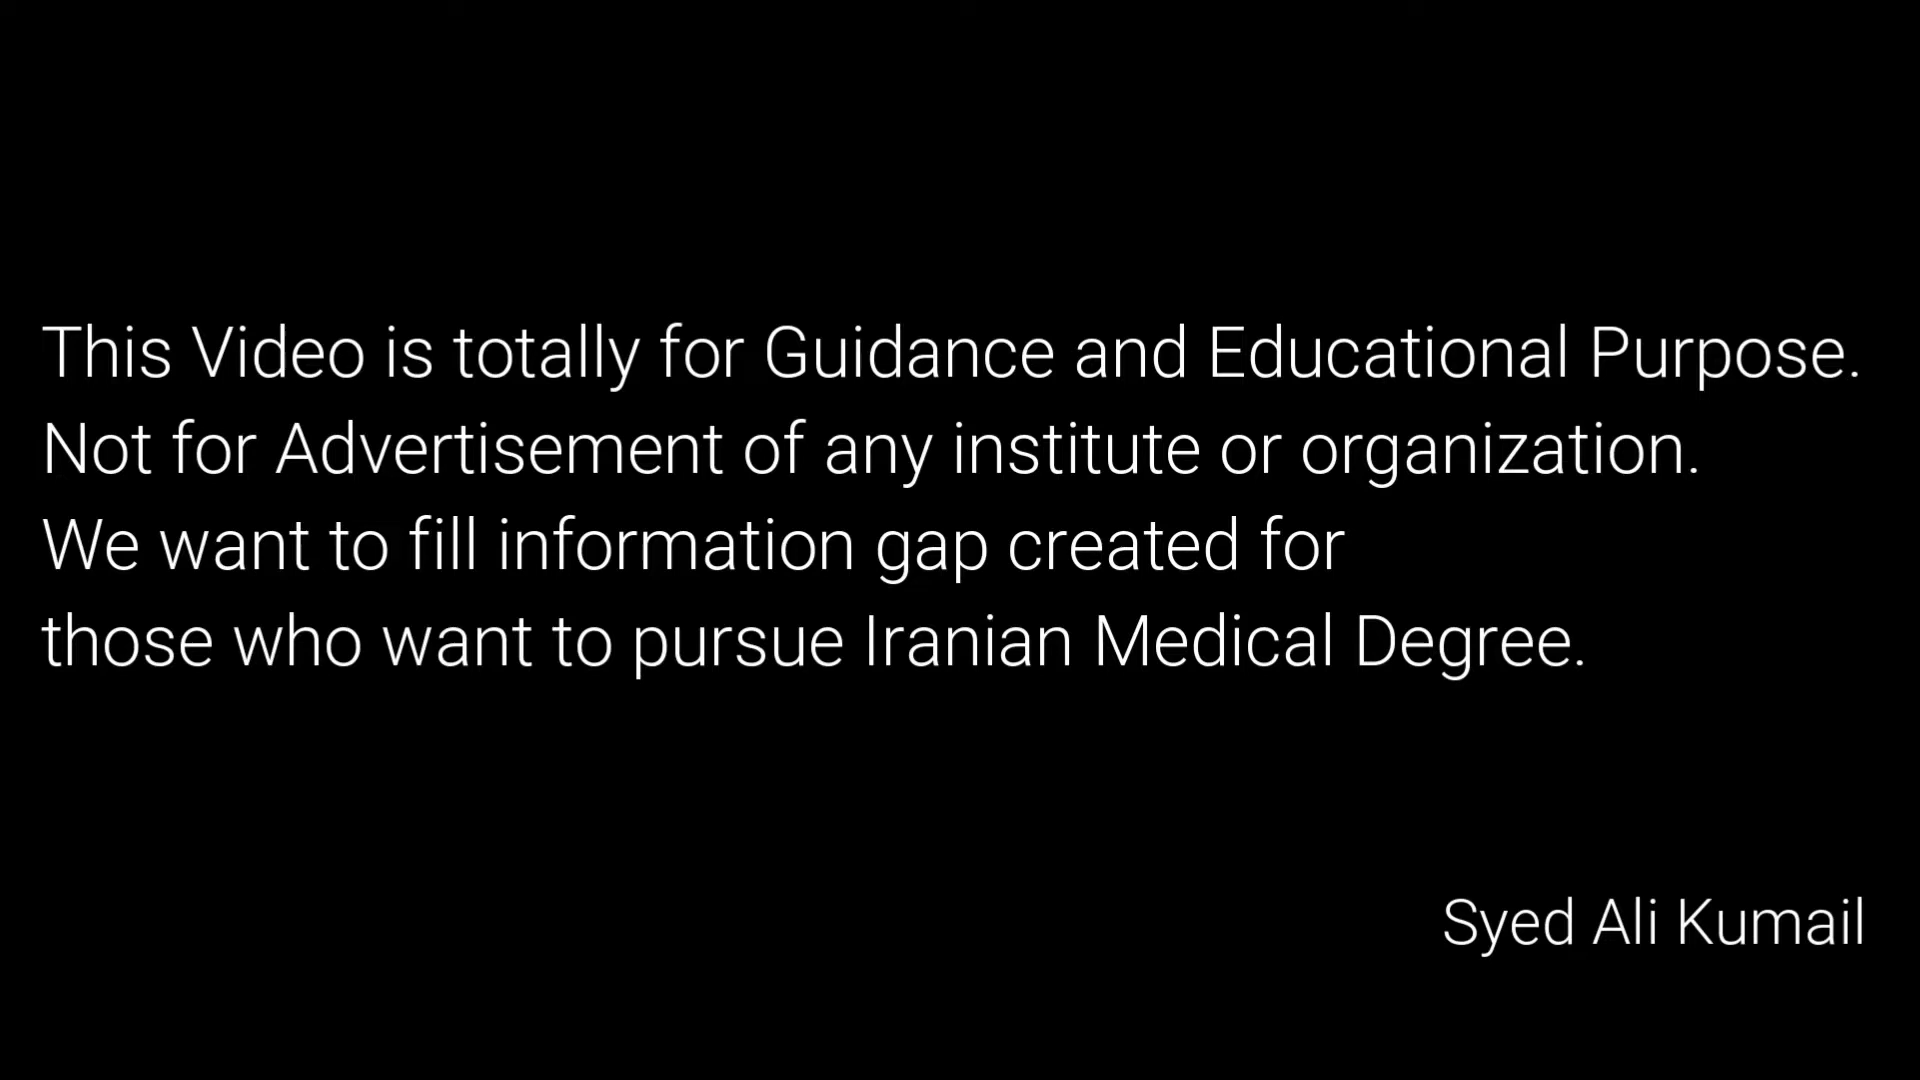 This Video is totally for Guidance and Educational Purpose.
Not for Advertisement of any institute or organization.
We want to fill information gap created for
those who want to pursue Iranian Medical Degree.
Syed Ali Kumail